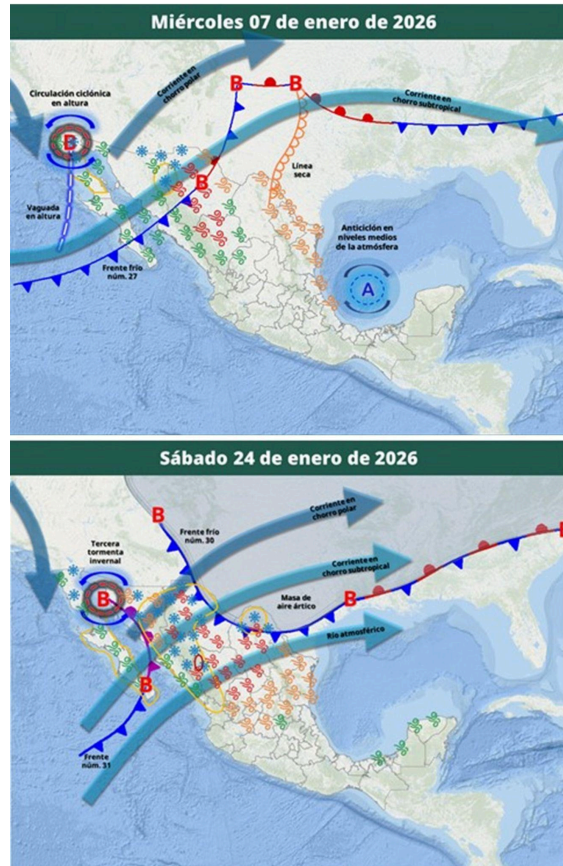 Miércoles 07 de enero de 2026
Corriente en
chorro polar
Circulación ciclónica
en altura
B
B
B
Corriente en
chorro subtropical
B
Línea
seca
Vaguada
en altura
Anticiclón en
niveles medios
de la atmósfera
Frente frío
núm. 27
A
Sábado 24 de enero de 2026
Corriente en
chorro polar
B
Frente frío
núm. 30
B
Tercera
tormenta
invernal
Corriente en
chorro subtropical
Masa de
aire ártico
B
B
Río atmosférico
B
Frente
núm. 31